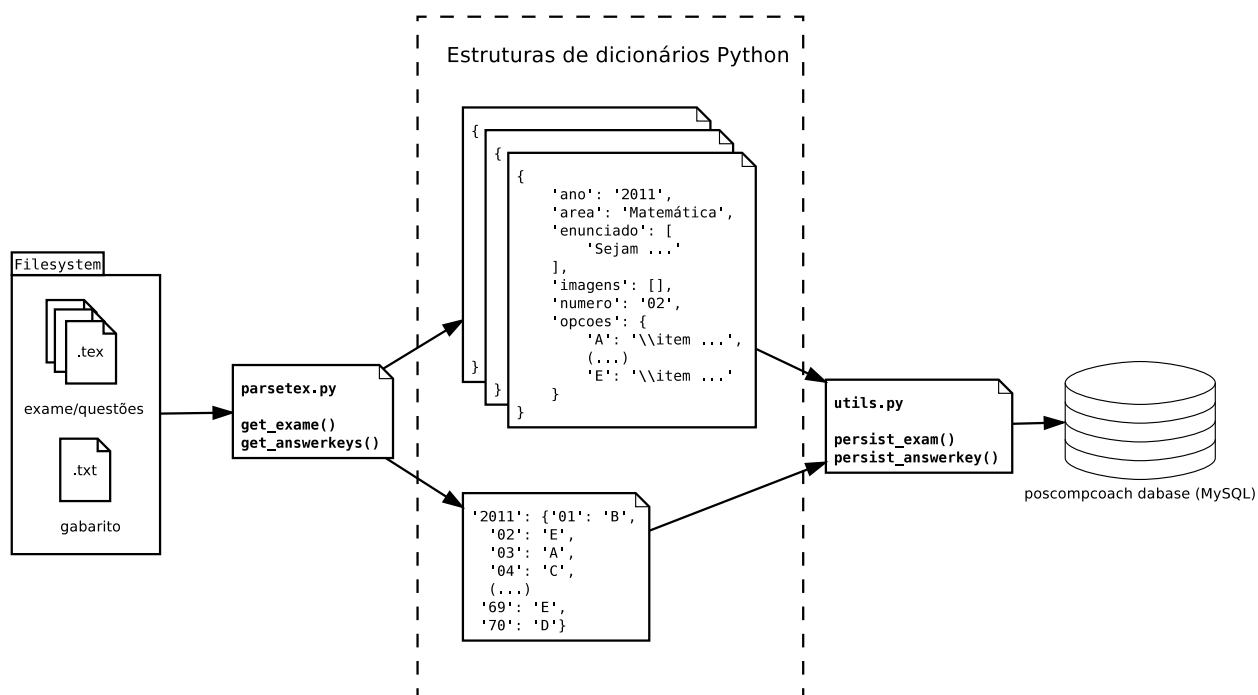 Estruturas de dicionários Python
Filesystem
.tex
exame/questões
.txt
gabarito
parsetex.py
get_exame()
get_answerkeys()
{
}
{
}
{
'ano': '2011',
'area': 'Matemática',
'enunciado': [
'Sejam ...'
],
'imagens': [],
'numero': '02',
'opcoes': {
'A': '\\item ...',
(...)
'E': '\\item ...'
}
}
'2011': {'01': 'B',
'02': 'E',
'03': 'A',
'04': 'C',
(...)
'69': 'E',
'70': 'D'}
utils.py
persist_exam()
persist_answerkey()
poscompcoach dabase (MySQL)